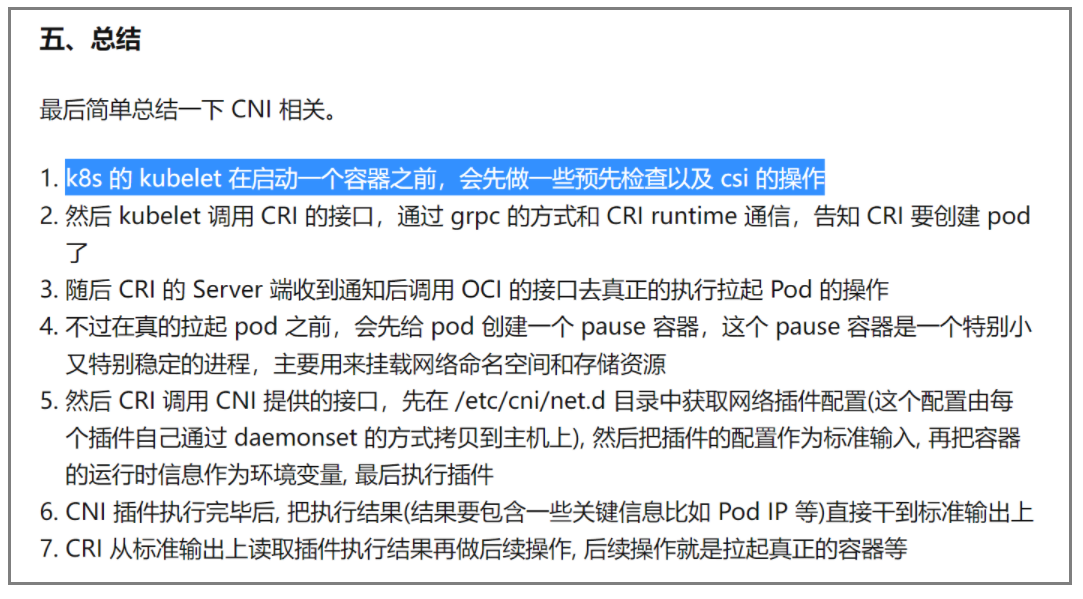 五、总结
最后简单总结一下 CNI 相关。
1. k8s 的 kubelet 在启动一个容器之前，会先做一些预先检查以及 csi 的操作
2. 然后 kubelet 调用 CRI 的接口，通过 grpc 的方式和 CRI runtime 通信，告知 CRI 要创建 pod
了
3. 随后 CRI 的 Server 端收到通知后调用 OCI 的接口去真正的执行拉起 Pod 的操作
4. 不过在真的拉起 pod 之前，会先给 pod 创建一个 pause 容器，这个 pause 容器是一个特别小
又特别稳定的进程，主要用来挂载网络命名空间和存储资源
5. 然后 CRI 调用 CNI 提供的接口，先在 /etc/cni/net.d 目录中获取网络插件配置(这个配置由每
个插件自己通过 daemonset 的方式拷贝到主机上), 然后把插件的配置作为标准输入, 再把容器
的运行时信息作为环境变量, 最后执行插件
6. CNI 插件执行完毕后, 把执行结果(结果要包含一些关键信息比如 Pod IP 等)直接干到标准输出上
7. CRI 从标准输出上读取插件执行结果再做后续操作, 后续操作就是拉起真正的容器等